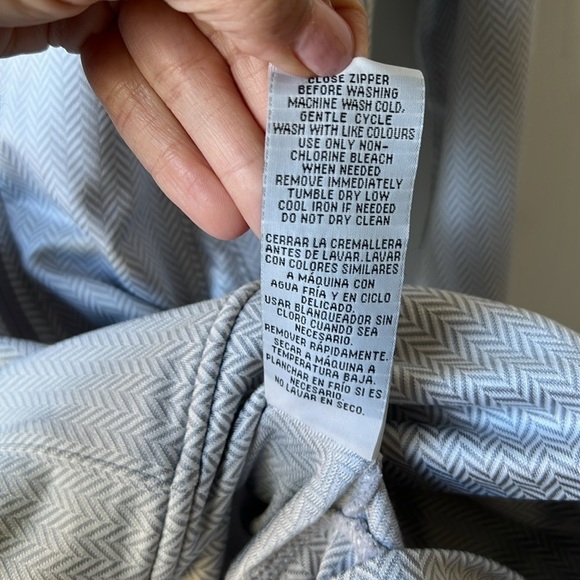 CLOSE ZIPPER
BEFORE WASHING
MACHINE WASH COLD,
GENTLE CYCLE
WASH WITH LIKE COLOURS
USE ONLY NON-
CHLORINE BLEACH
WHEN NEEDED
REMOVE IMMEDIATELY
TUMBLE DRY LOW
COOL IRON IF NEEDED
DO NOT DRY CLEAN
CERRAR LA CREMALLERA
ANTES DE LAVAR. LAVAR
CON COLORES SIMILARES
A MÁQUINA CON
AGUA FRÍA Y EN CICLO
DELICADO.
USAR BLANQUEADOR SIN
CLORO CUANDO SEA
NECESARIO.
REMOVER RÁPIDAMENTE.
SECAR A MÁQUINA A
TEMPERATURA BAJA.
PLANCHAR EN FRÍO SI ES
NECESARIO.
NO LAVAR EN SECO.